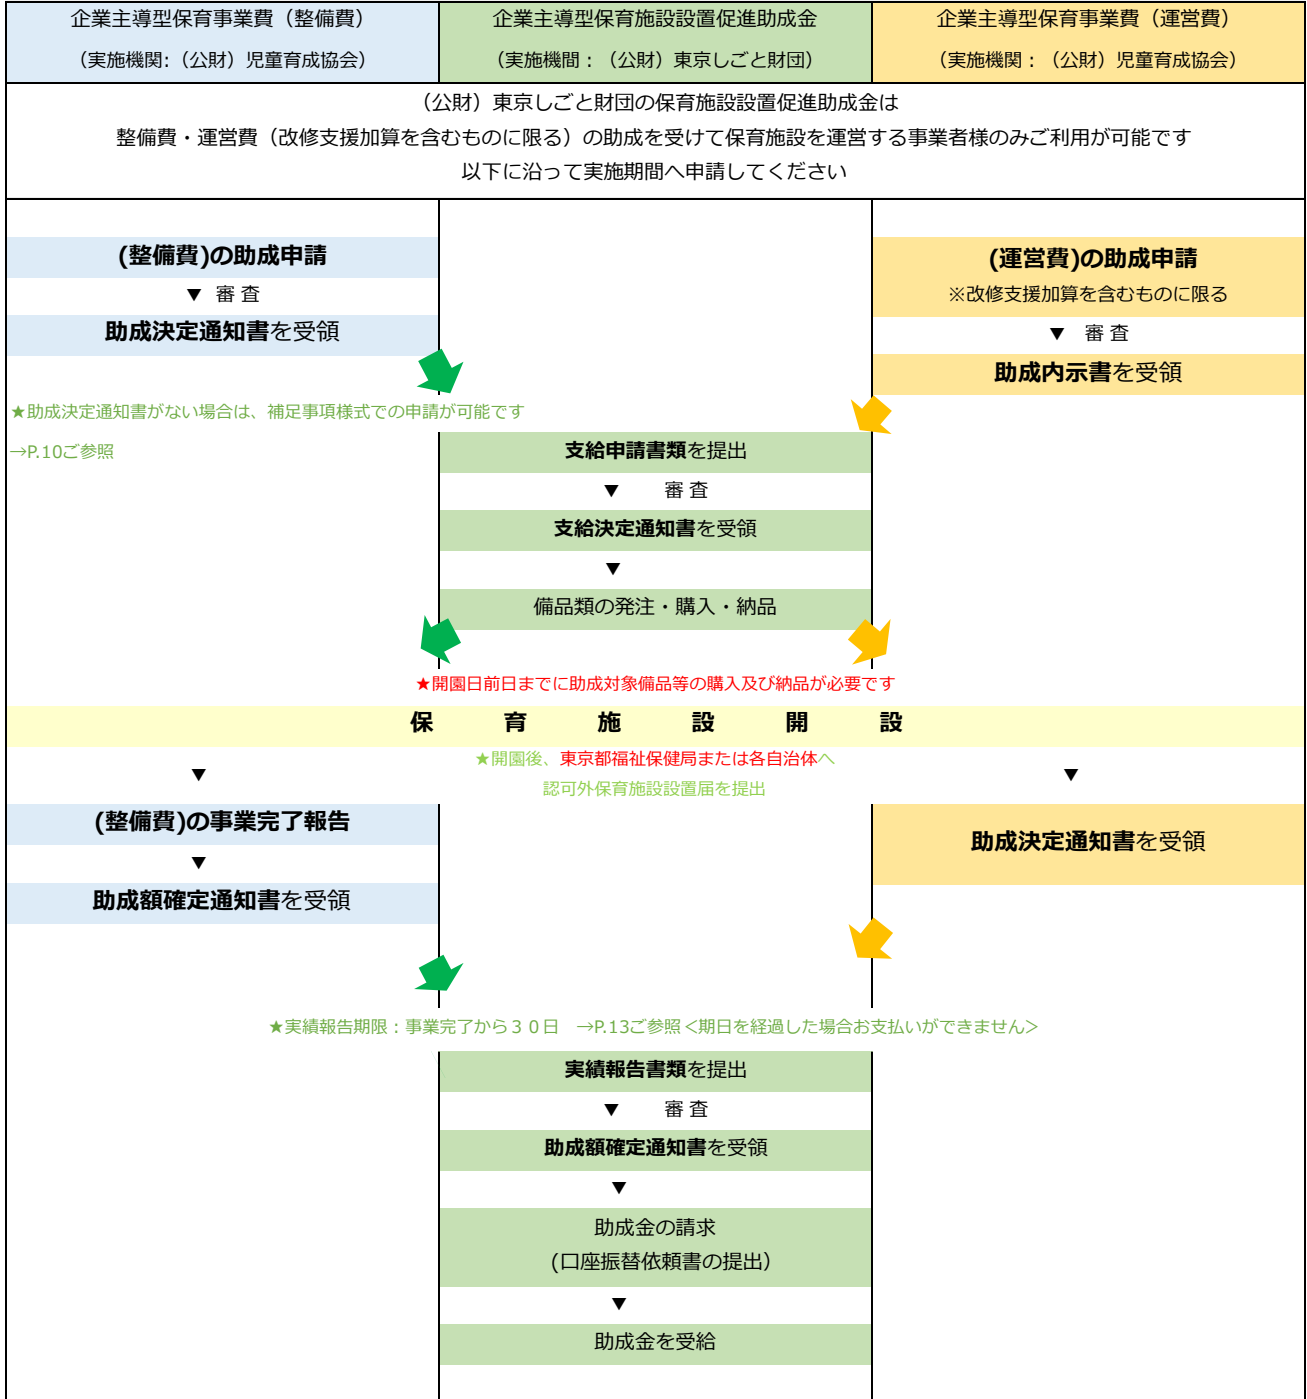 企業主導型保育事業費（整備費）
（実施機関：（公財）児童育成協会）
企業主導型保育施設設置促進助成金
（実施機間：（公財）東京しごと財団）
企業主導型保育事業費（運営費）
（実施機関：（公財）児童育成協会）
（公財）東京しごと財団の保育施設設置促進助成金は
整備費・運営費（改修支援加算を含むものに限る）の助成を受けて保育施設を運営する事業者様のみご利用が可能です
以下に沿って実施期間へ申請してください
(整備費)の助成申請
▼ 審 査
助成決定通知書を受領
(運営費)の助成申請
※改修支援加算を含むものに限る
▼ 審 査
助成内示書を受領
★助成決定通知書がない場合は、補足事項様式での申請が可能です
→P.10ご参照
支給申請書類を提出
▼ 審 査
支給決定通知書を受領
▼
備品類の発注・購入・納品
★開園日前日までに助成対象備品等の購入及び納品が必要です
保 育 施 設 開 設
★開園後、東京都福祉保健局または各自治体へ
認可外保育施設設置届を提出
▼
(整備費)の事業完了報告
▼
助成額確定通知書を受領
▼
助成決定通知書を受領
★実績報告期限：事業完了から３０日　→P.13ご参照＜期日を経過した場合お支払いができません＞
実績報告書類を提出
▼ 審 査
助成額確定通知書を受領
▼
助成金の請求
(口座振替依頼書の提出）
▼
助成金を受給